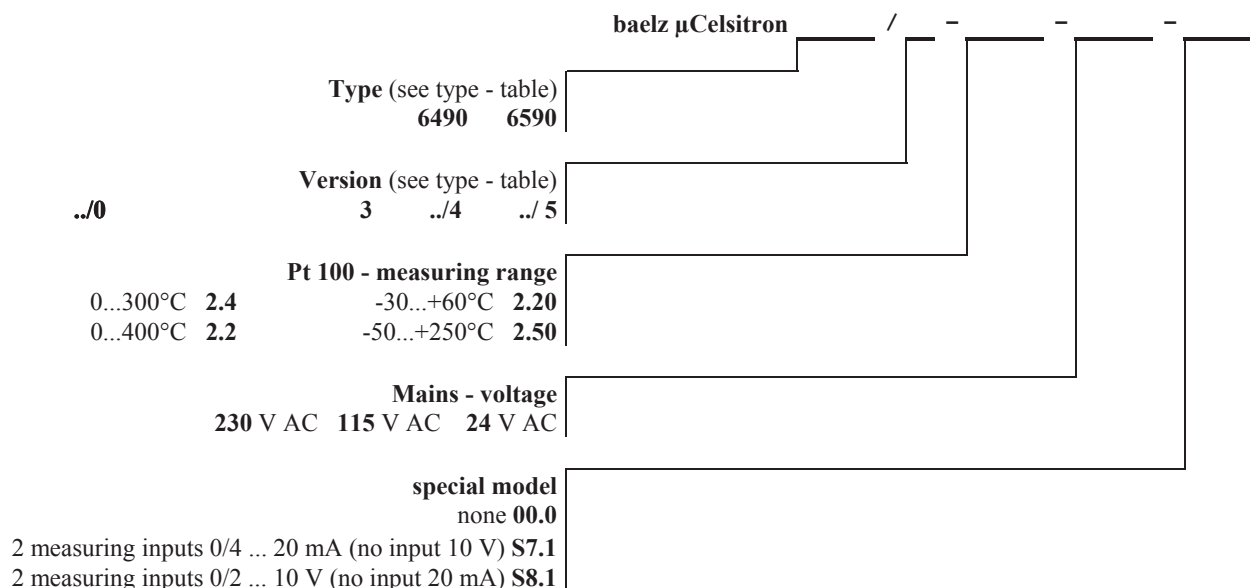 baelz µCelsitron / – – –
Type (see type - table)
6490 6590
Version (see type - table)
../0 3 ../4 ../ 5
Pt 100 - measuring range
0...300°C 2.4 -30...+60°C 2.20
0...400°C 2.2 -50...+250°C 2.50
Mains - voltage
230 V AC 115 V AC 24 V AC
special model
none 00.0
2 measuring inputs 0/4 ... 20 mA (no input 10 V) S7.1
2 measuring inputs 0/2 ... 10 V (no input 20 mA) S8.1